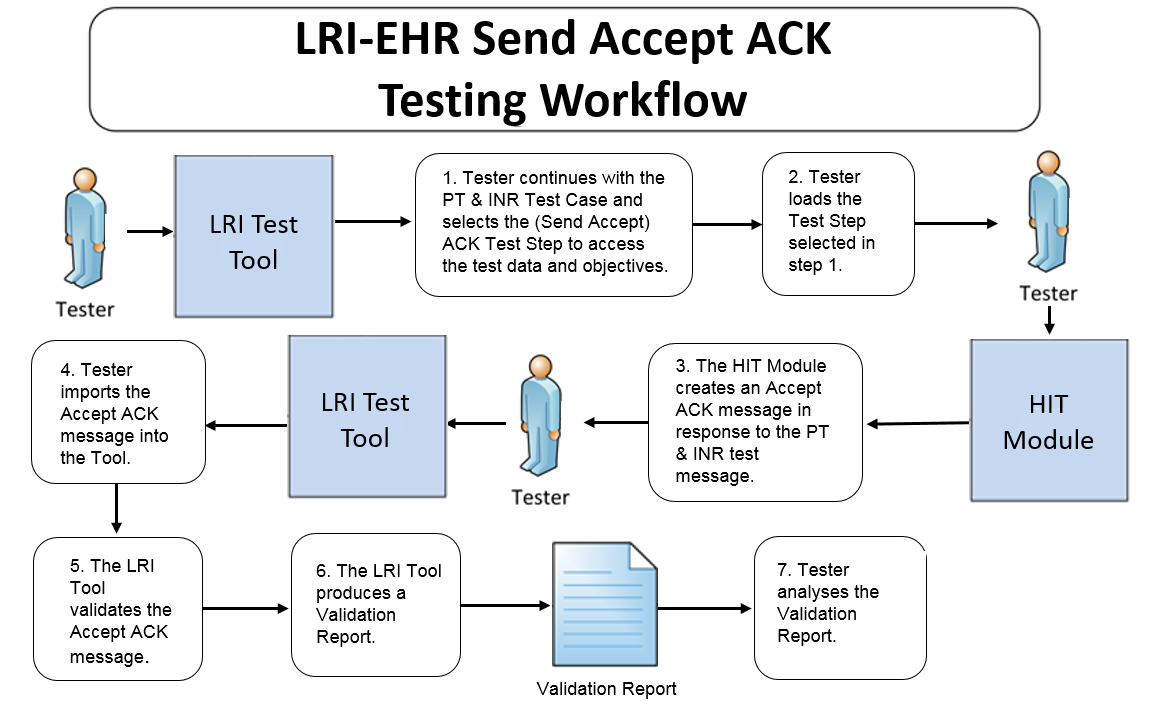 LRI-EHR Send Accept ACK
Testing Workflow
Tester
LRI Test
Tool
1. Tester continues with the
PT & INR Test Case and
selects the (Send Accept)
ACK Test Step to access
the test data and objectives.
2. Tester
loads the
Test Step
selected in
step 1.
Tester
HIT
Module
3. The HIT Module
creates an Accept
ACK message in
response to the PT
& INR test
message.
Tester
LRI Test
Tool
4. Tester
imports the
Accept ACK
message into
the Tool.
5. The LRI
Tool
validates the
Accept ACK
message.
6. The LRI Tool
produces a
Validation
Report.
Validation Report
7. Tester
analyses the
Validation
Report.